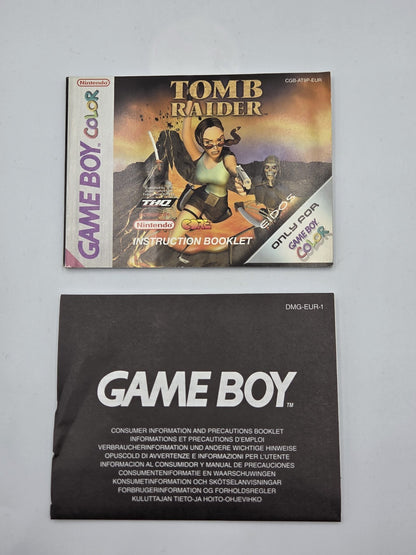 Nintendo
GAME BOY COLOR
CGB-AT9P-EUR
TOMB
RAIDER
THQ
Nintendo
CORE
EIDOS
INSTRUCTION BOOKLET
ONLY FOR
GAME BOY
COLOR
DMG-EUR-1
GAME BOY
TM
CONSUMER INFORMATION AND PRECAUTIONS BOOKLET
INFORMATIONS ET PRECAUTIONS D'EMPLOI
VERBRAUCHERINFORMATION UND ANDERE WICHTIGE HINWEISE
OPUSCOLO DI AVVERTENZE E INFORMAZIONI PER L'UTENTE
INFORMACION AL CONSUMIDOR Y MANUAL DE PRECAUCIONES
CONSUMENTENINFORMATIE EN WAARSCHUWINGEN
KONSUMETINFORMATION OCH SKÖTSELANVISNINGAR
FORBRUGERINFORMATION OG FORHOLDSREGLER
KULUTTAJAN TIETO-JA HOITO-OHJEVIHKO